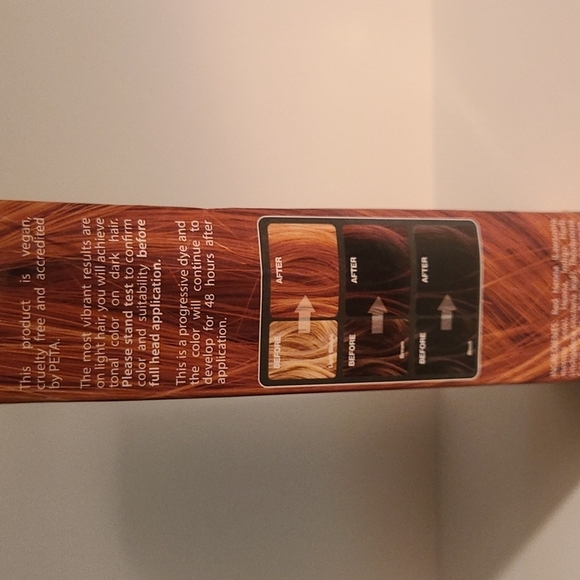 This product is vegan,
cruelty free and accredited
by PETA.
The most vibrant results are
on light hair, you will achieve
tonal color on dark hair.
Please stand test to confirm
color and suitability before
full head application.
This is a progressive dye and
the color will continue to
develop for 48 hours after
application.
BEFORE AFTER
BEFORE AFTER
Brown
BEFORE AFTER
Black